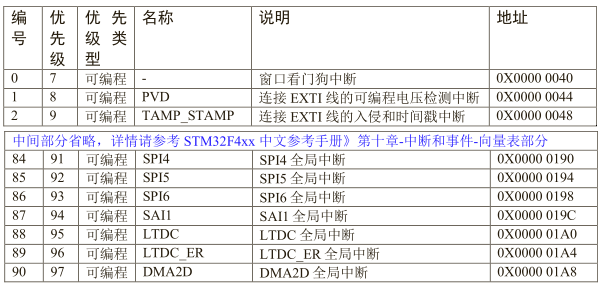 编号 优先级 优先级类型 名称 说明 地址
0 7 可编程 - 窗口看门狗中断 0X0000 0040
1 8 可编程 PVD 连接 EXTI 线的可编程电压检测中断 0X0000 0044
2 9 可编程 TAMP_STAMP 连接 EXTI 线的入侵和时间戳中断 0X0000 0048
中间部分省略，详情请参考 STM32F4xx 中文参考手册》第十章-中断和事件-向量表部分
84 91 可编程 SPI4 SPI4 全局中断 0X0000 0190
85 92 可编程 SPI5 SPI5 全局中断 0X0000 0194
86 93 可编程 SPI6 SPI6 全局中断 0X0000 0198
87 94 可编程 SAI1 SAI1 全局中断 0X0000 019C
88 95 可编程 LTDC LTDC 全局中断 0X0000 01A0
89 96 可编程 LTDC_ER LTDC_ER 全局中断 0X0000 01A4
90 97 可编程 DMA2D DMA2D 全局中断 0X0000 01A8